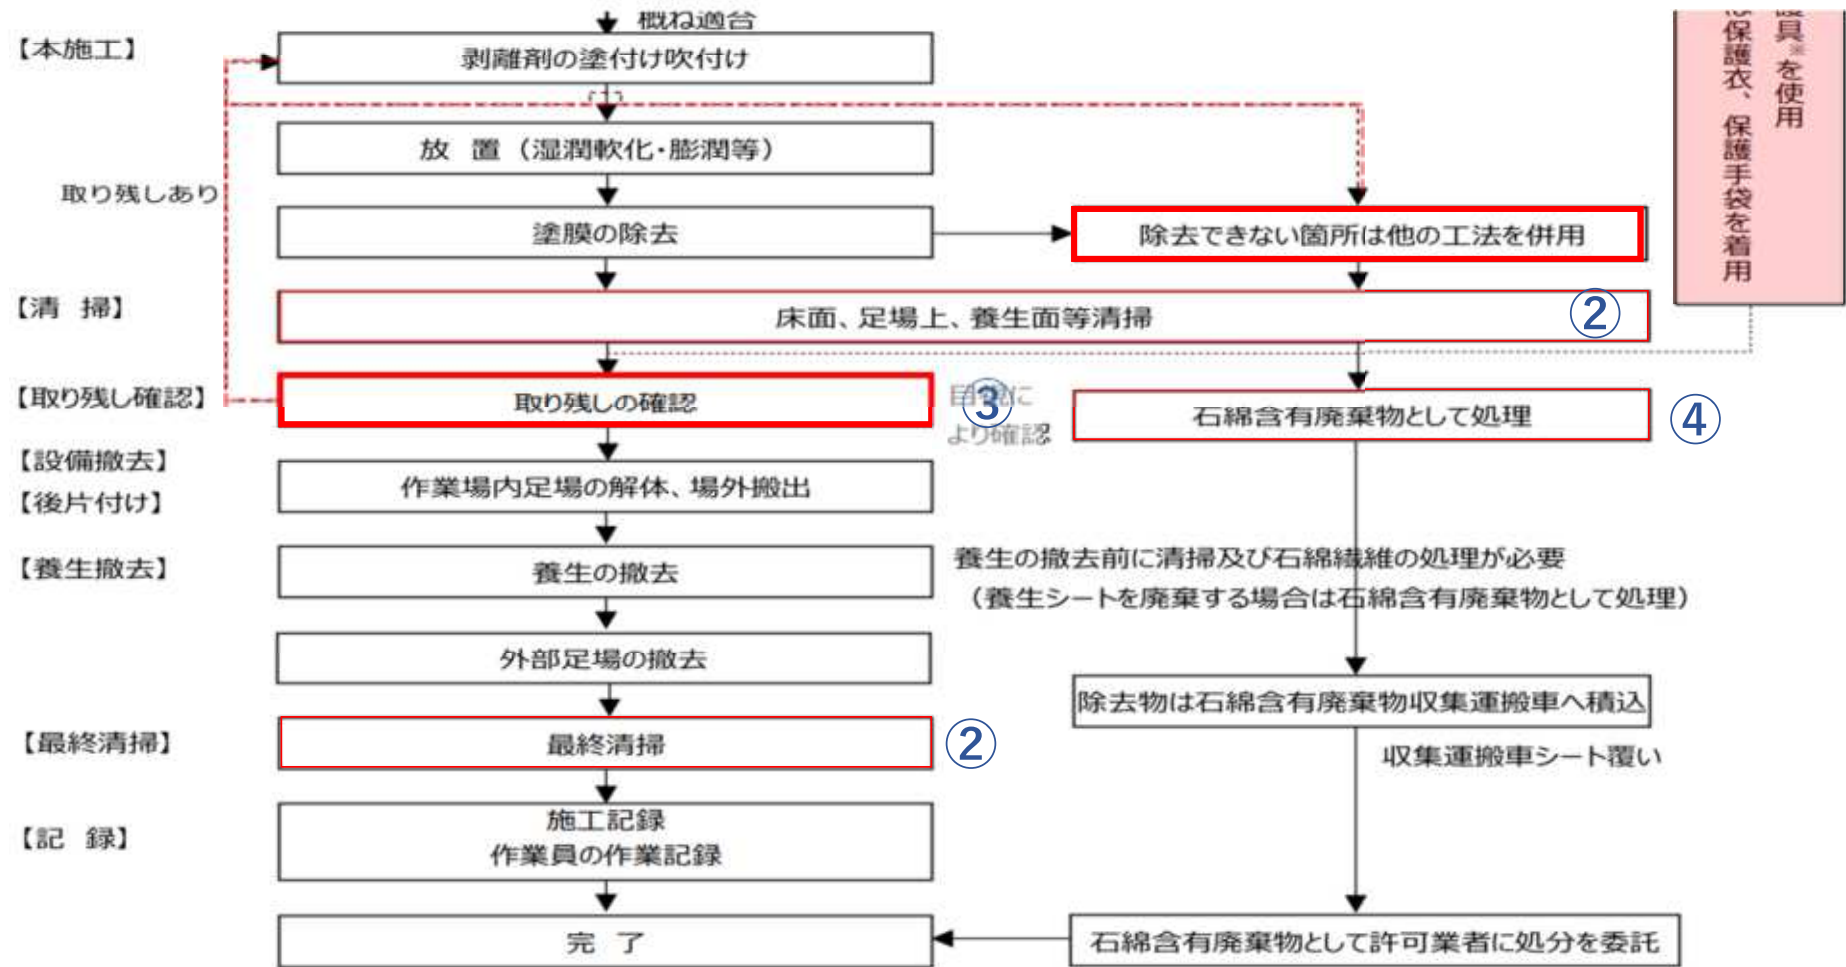 概ね適合
【本施工】
剥離剤の塗付け吹付け
放 置（湿潤軟化・膨潤等）
取り残しあり
塗膜の除去
除去できない箇所は他の工法を併用
護具※を使用
保護衣、保護手袋を着用
【清 掃】
床面、足場上、養生面等清掃
②
【取り残し確認】
取り残しの確認
③
より確認
石綿含有廃棄物として処理
④
【設備撤去】
【後片付け】
作業場内足場の解体、場外搬出
【養生撤去】
養生の撤去
養生の撤去前に清掃及び石綿繊維の処理が必要
（養生シートを廃棄する場合は石綿含有廃棄物として処理）
外部足場の撤去
除去物は石綿含有廃棄物収集運搬車へ積込
【最終清掃】
最終清掃
②
収集運搬車シート覆い
【記 録】
施工記録
作業員の作業記録
完 了
石綿含有廃棄物として許可業者に処分を委託